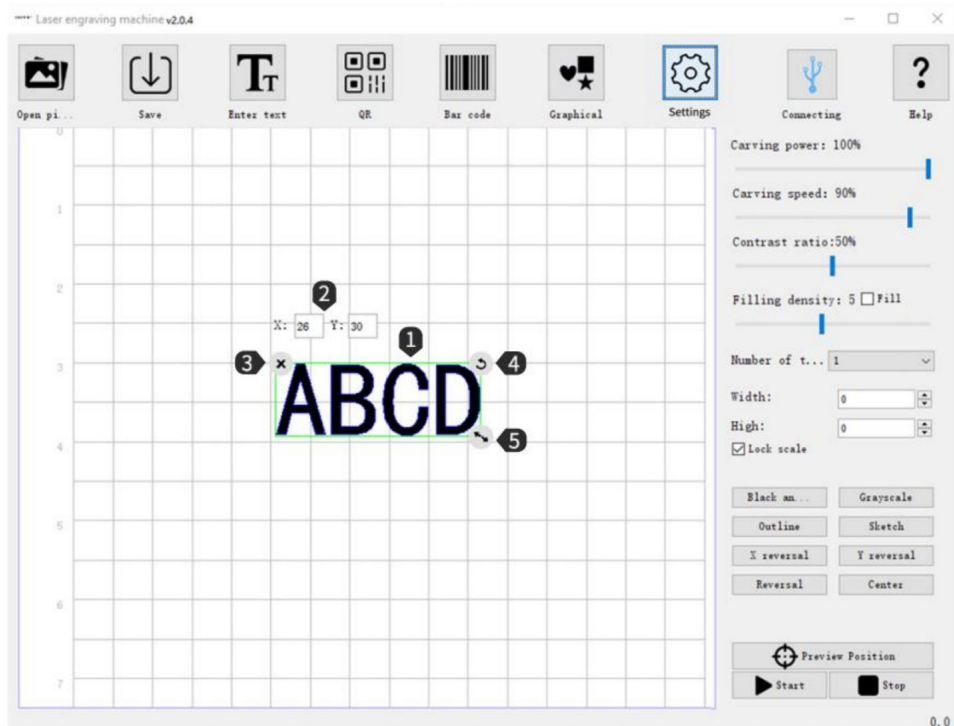 Laser engraving machine v2.0.4
Open pi...
Save
Enter text
QR
Bar code
Graphical
Settings
Connecting
Help
0
1
2
3
4
5
6
7
2
X: 26 Y: 30
1
3
4
ABCD
5
Carving power: 100%
Carving speed: 90%
Contrast ratio:50%
Filling density: 5 Fill
Number of t... 1
Width: 0
High: 0
Lock scale
Black an... Grayscale
Outline Sketch
X reversal Y reversal
Reversal Center
Preview Position
Start Stop
0, 0